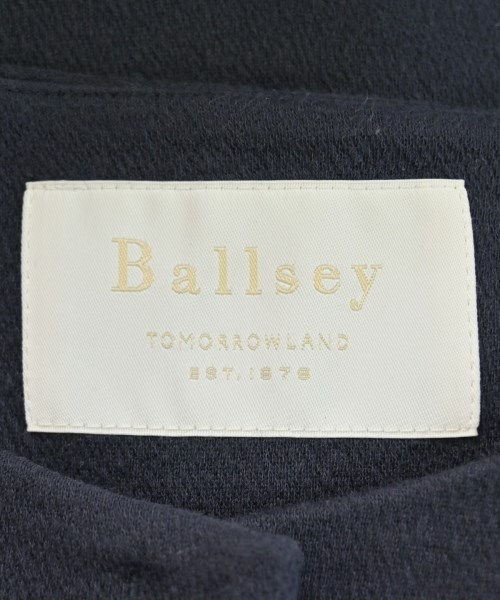 Ballsey
TOMORROWLAND
EST. 1978